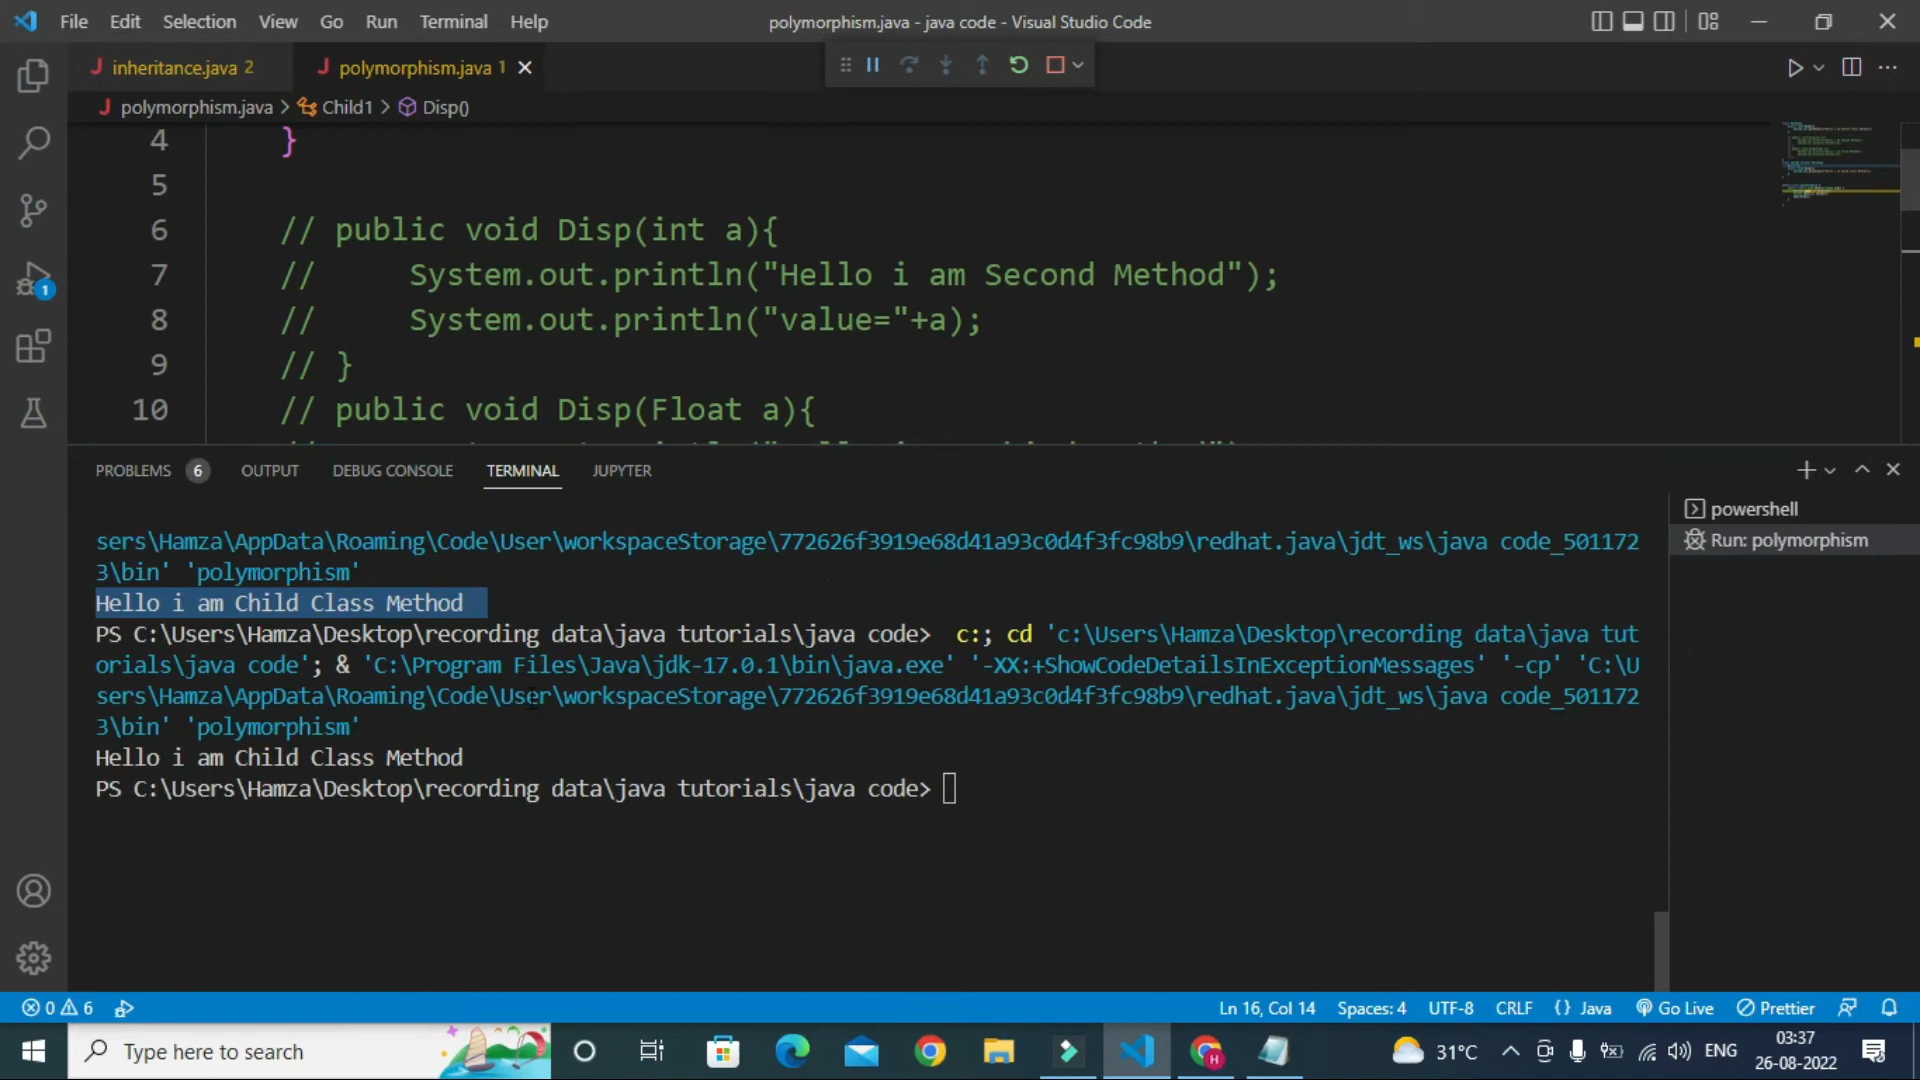 File Edit Selection View Go Run Terminal Help
polymorphism.java - java code - Visual Studio Code
inheritance.java 2
polymorphism.java 1
polymorphism.java > Child1 > Disp()
4 }
5
6 // public void Disp(int a){
7 // System.out.println("Hello i am Second Method");
8 // System.out.println("value="+a);
9 // }
10 // public void Disp(Float a){
PROBLEMS 6 OUTPUT DEBUG CONSOLE TERMINAL JUPYTER
powershell
Run: polymorphism
sers\Hamza\AppData\Roaming\Code\User\workspaceStorage\772626f3919e68d41a93c0d4f3fc98b9\redhat.java\jdt_ws\java code_501172
3\bin' 'polymorphism'
Hello i am Child Class Method
PS C:\Users\Hamza\Desktop\recording data\java tutorials\java code> c:; cd 'c:\Users\Hamza\Desktop\recording data\java tut
orials\java code'; & 'C:\Program Files\Java\jdk-17.0.1\bin\java.exe' '-XX:+ShowCodeDetailsInExceptionMessages' '-cp' 'C:\U
sers\Hamza\AppData\Roaming\Code\User\workspaceStorage\772626f3919e68d41a93c0d4f3fc98b9\redhat.java\jdt_ws\java code_501172
3\bin' 'polymorphism'
Hello i am Child Class Method
PS C:\Users\Hamza\Desktop\recording data\java tutorials\java code>
0 6
Ln 16, Col 14 Spaces: 4 UTF-8 CRLF {} Java Go Live Prettier
Type here to search
31°C ENG
03:37
26-08-2022